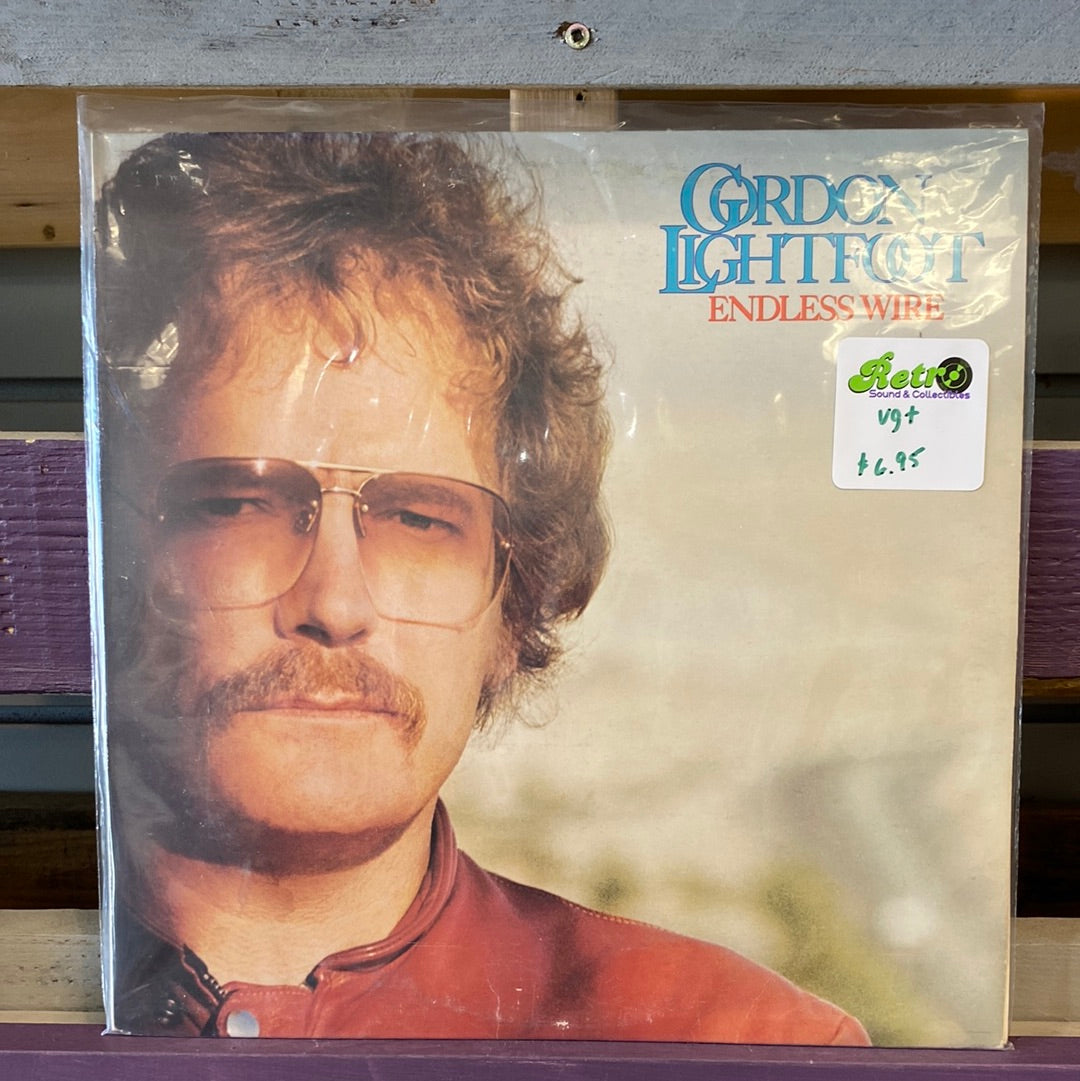 GORDON
LIGHTFOOT
ENDLESS WIRE
Retro
Sound & Collectibles
vg+
$6.95